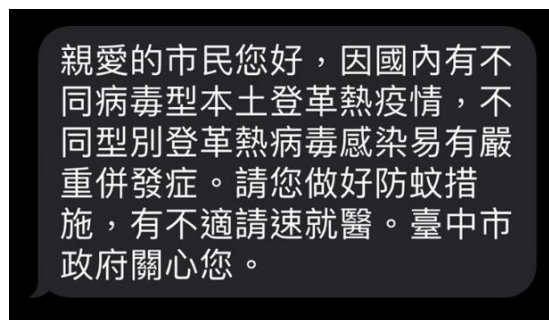 親愛的市民您好，因國內有不
同病毒型本土登革熱疫情，不
同型別登革熱病毒感染易有嚴
重併發症。請您做好防蚊措
施，有不適請速就醫。臺中市
政府關心您。